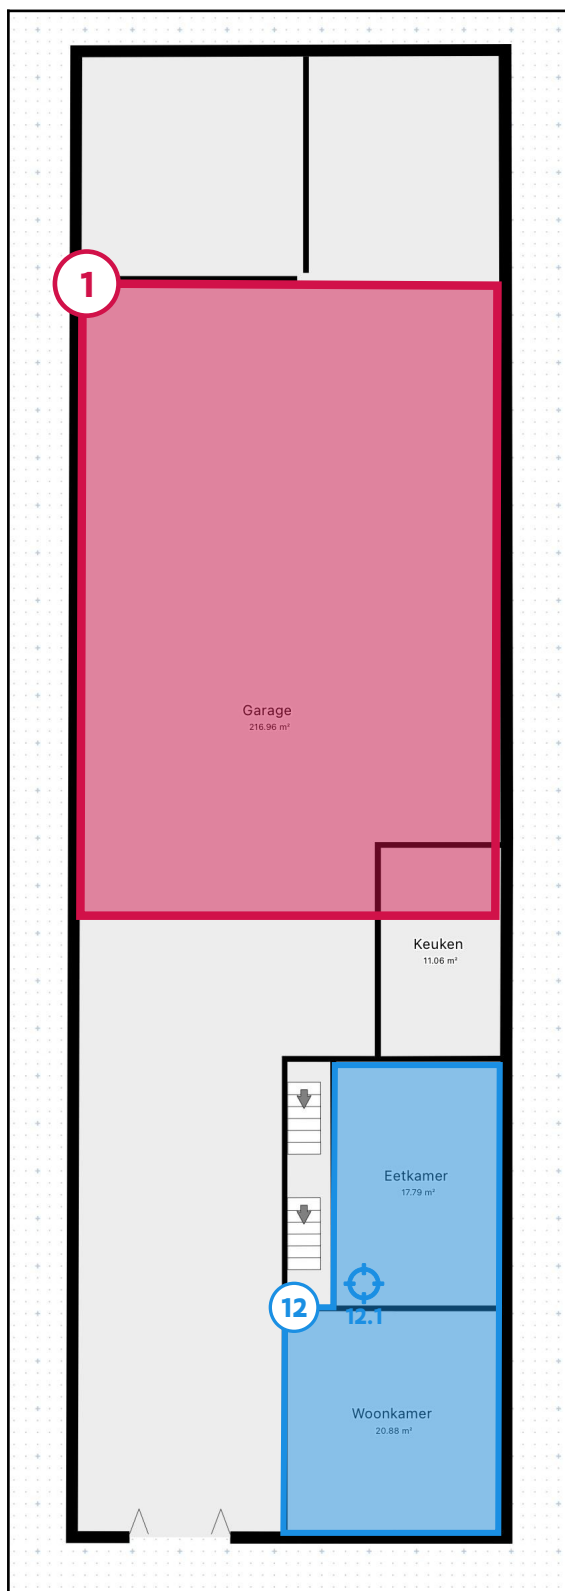 1
Garage
216.96 m²
Keuken
11.06 m²
Eetkamer
17.79 m²
12
12.1
Woonkamer
20.88 m²